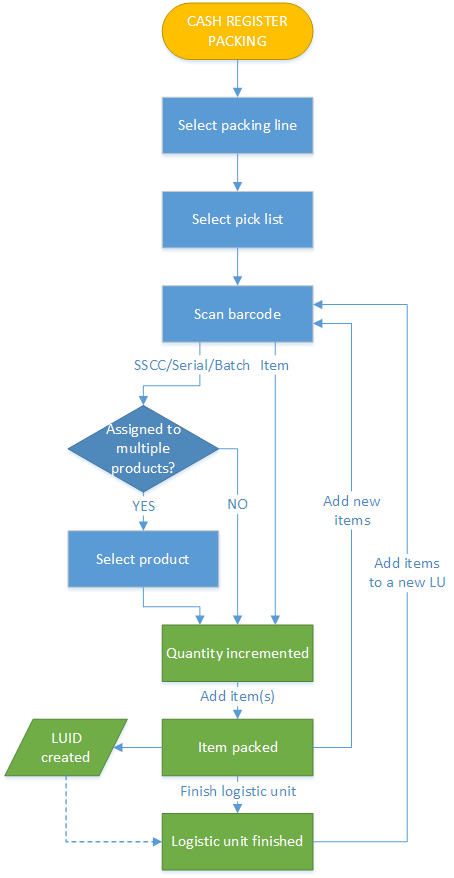 CASH REGISTER
PACKING
Select packing line
Select pick list
Scan barcode
SSCC/Serial/Batch
Item
Assigned to
multiple
products?
YES
NO
Add new
items
Select product
Add items
to a new LU
Quantity incremented
Add item(s)
LUID
created
Item packed
Finish logistic unit
Logistic unit finished